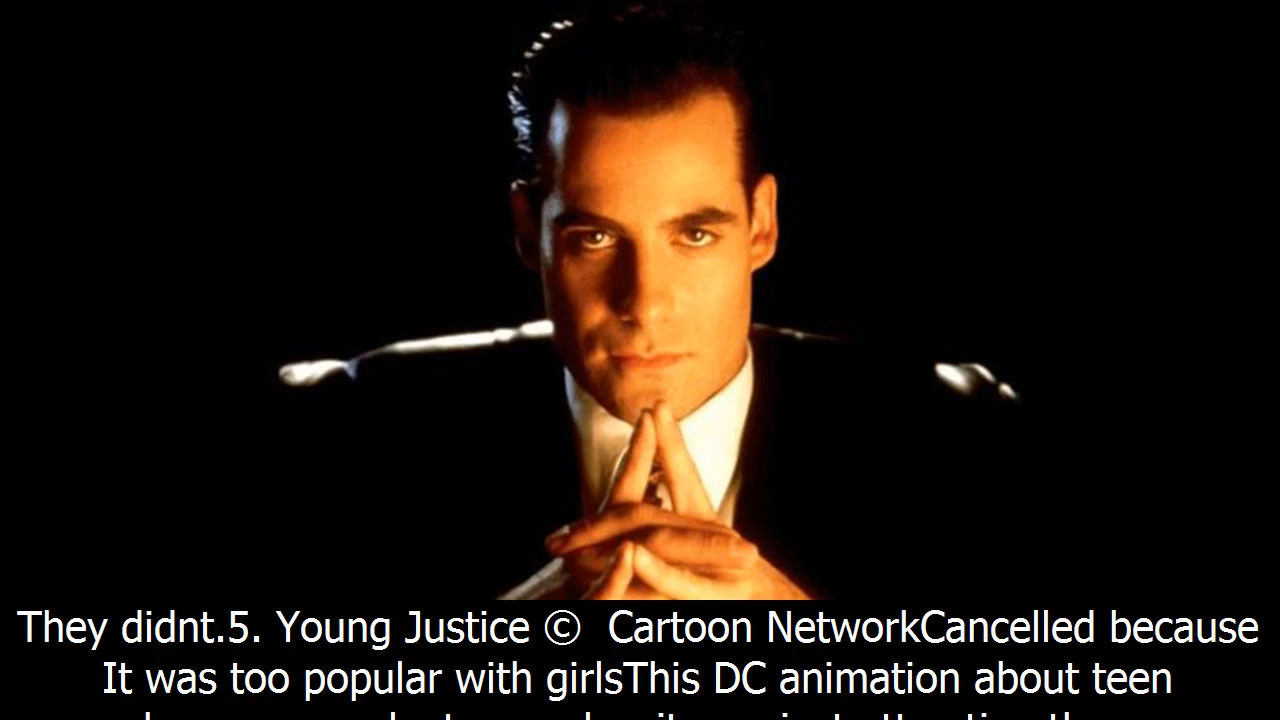 They didnt.5. Young Justice ©  Cartoon NetworkCancelled because
It was too popular with girlsThis DC animation about teen